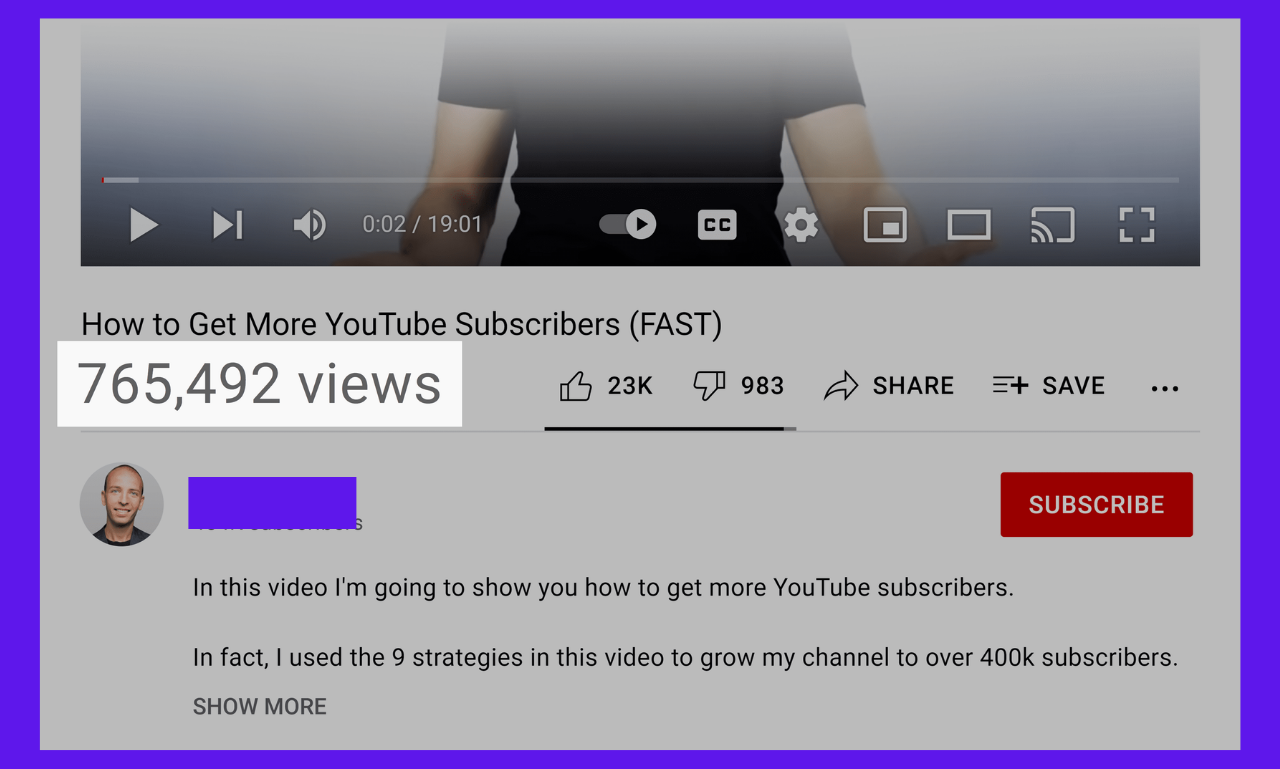 0:02 / 19:01
CC
How to Get More YouTube Subscribers (FAST)
765,492 views
23K
983
SHARE
SAVE
SUBSCRIBE
In this video I'm going to show you how to get more YouTube subscribers.
In fact, I used the 9 strategies in this video to grow my channel to over 400k subscribers.
SHOW MORE